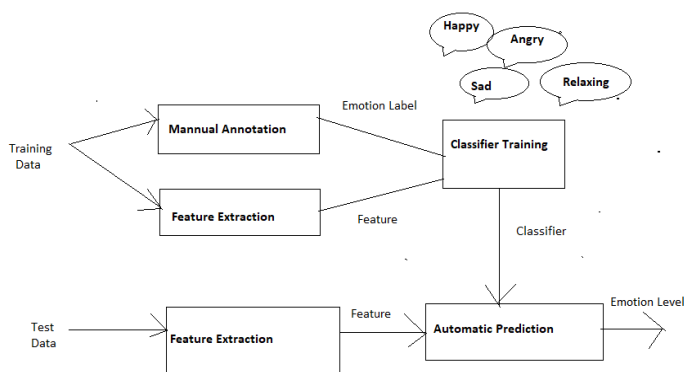 Happy
Angry
Sad
Relaxing
Emotion Label
Mannual Annotation
Classifier Training
Training
Data
Feature Extraction
Feature
Classifier
Emotion Level
Feature
Test
Data
Feature Extraction
Automatic Prediction